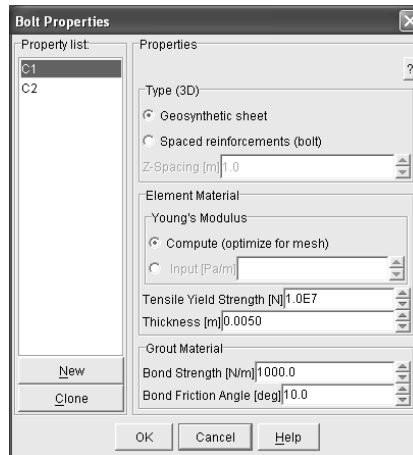 Bolt Properties
Property list:
C1
C2
New
Clone
Properties
?
Type (3D)
Geosynthetic sheet
Spaced reinforcements (bolt)
Z-Spacing [m] 1.0
Element Material
Young's Modulus
Compute (optimize for mesh)
Input [Pa/m]
Tensile Yield Strength [N] 1.0E7
Thickness [m] 0.0050
Grout Material
Bond Strength [N/m] 1000.0
Bond Friction Angle [deg] 10.0
OK Cancel Help